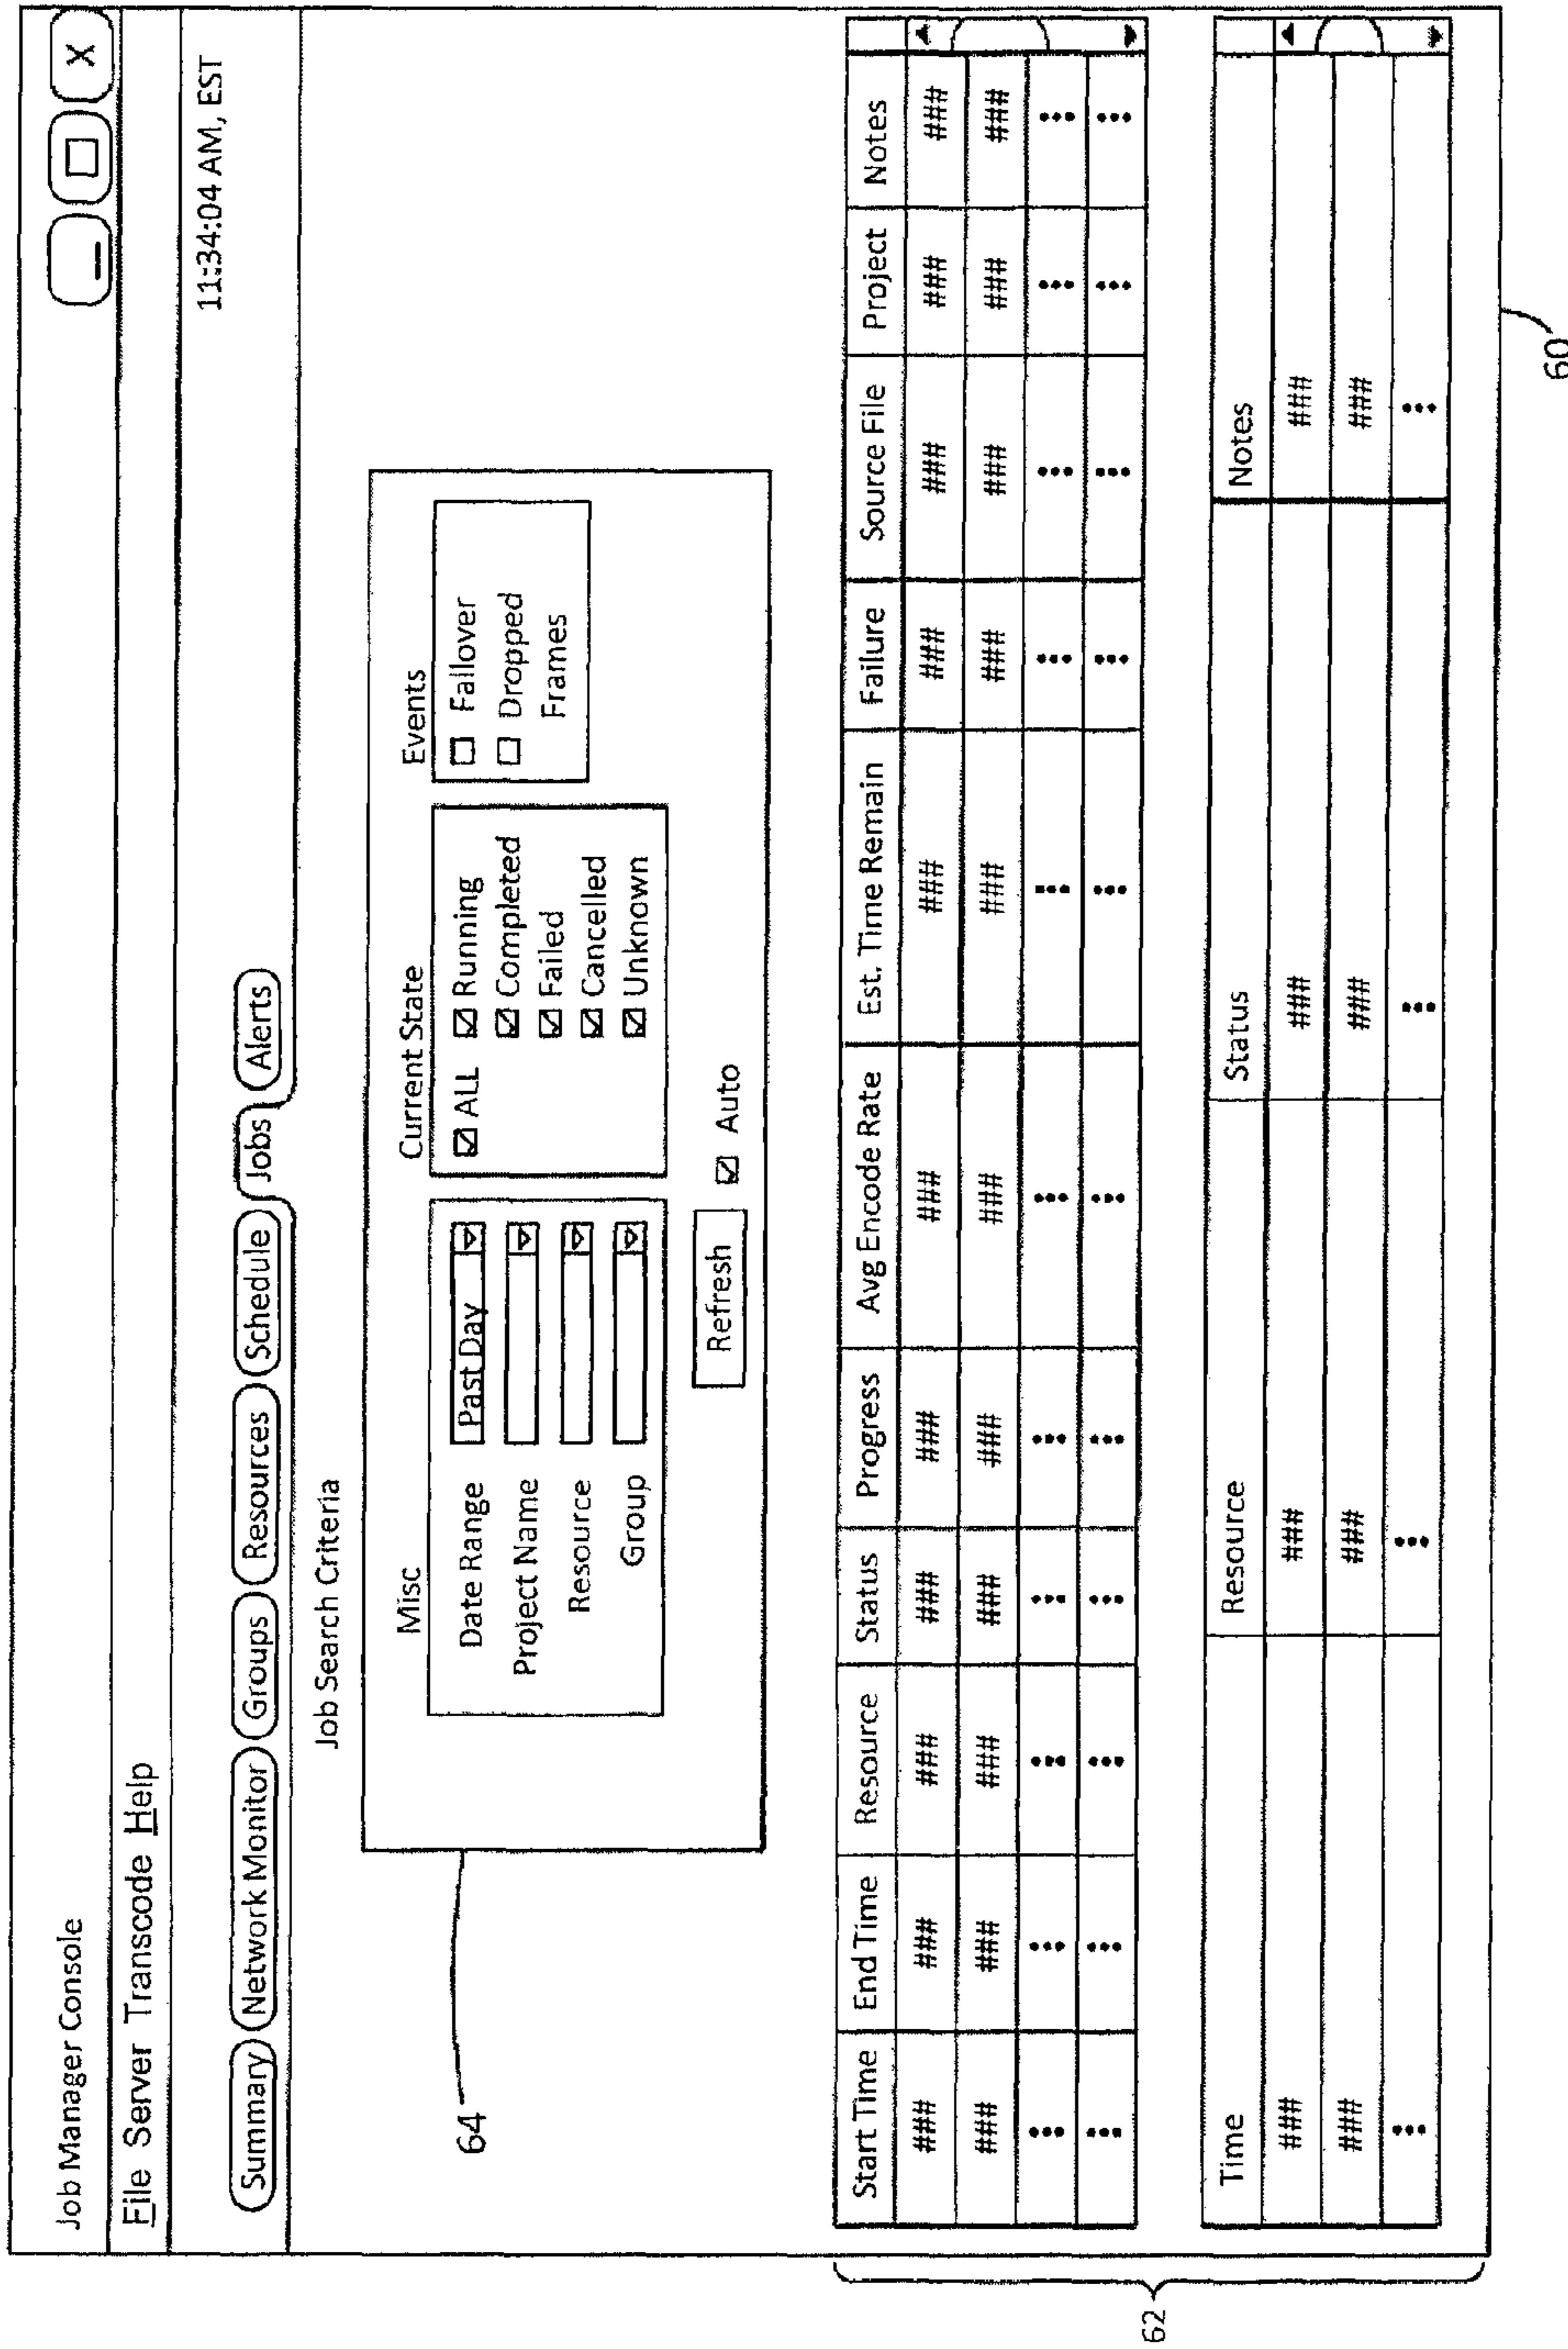 Job Manager Console
_ □ X
File Server Transcode Help
11:34:04 AM, EST
Summary Network Monitor Groups Resources Schedule Jobs Alerts
Job Search Criteria
64
Misc
Date Range Past Day
Project Name
Resource
Group
Current State
ALL Running
Completed
Failed
Cancelled
Unknown
Events
Fallover
Dropped
Frames
Refresh Auto
62
Start Time End Time Resource Status Progress Avg Encode Rate Est. Time Remain Failure Source File Project Notes
### ### ### ### ### ### ### ### ### ### ###
### ### ### ### ### ### ### ### ### ### ###
... ... ... ... ... ... ... ... ... ... ...
... ... ... ... ... ... ... ... ... ... ...
Time Resource Status Notes
### ### ### ###
### ### ### ###
... ... ... ...
60